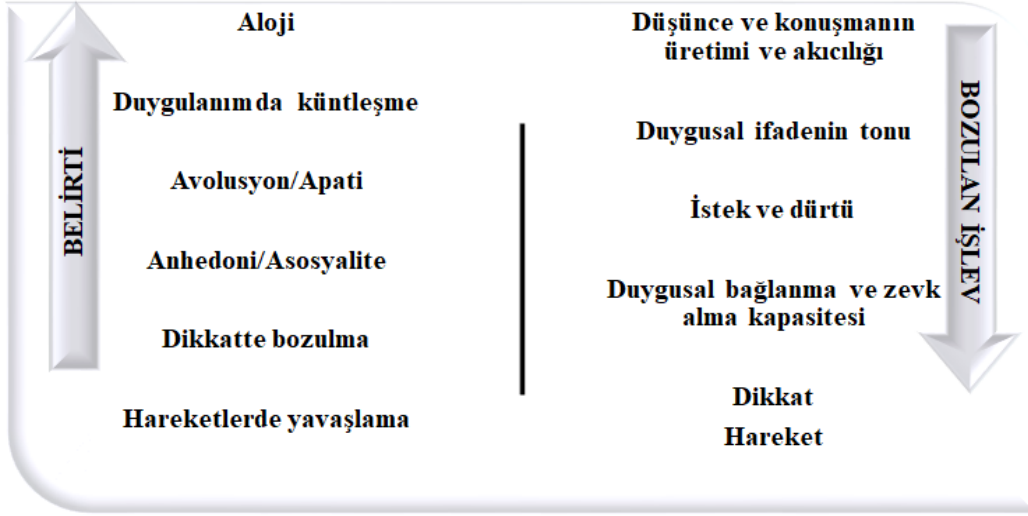 BELİRTİ
Aloji
Duygulanımda küntleşme
Avolusyon/Apati
Anhedoni/Asosyalite
Dikkatte bozulma
Hareketlerde yavaşlama
Düşünce ve konuşmanın
üretimi ve akıcılığı
Duygusal ifadenin tonu
İstek ve dürtü
Duygusal bağlanma ve zevk
alma kapasitesi
Dikkat
Hareket
BOZULAN İŞLEV